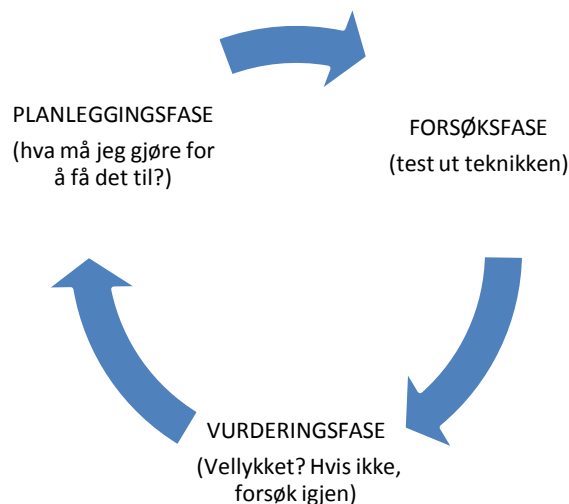 PLANLEGGINGSFASE
(hva må jeg gjøre for
å få det til?)
FORSØKSFASE
(test ut teknikken)
VURDERINGSFASE
(Vellykket? Hvis ikke,
forsøk igjen)